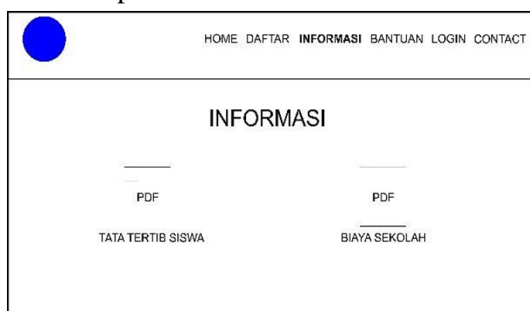 HOME DAFTAR INFORMASI BANTUAN LOGIN CONTACT
INFORMASI
PDF PDF
TATA TERTIB SISWA BIAYA SEKOLAH